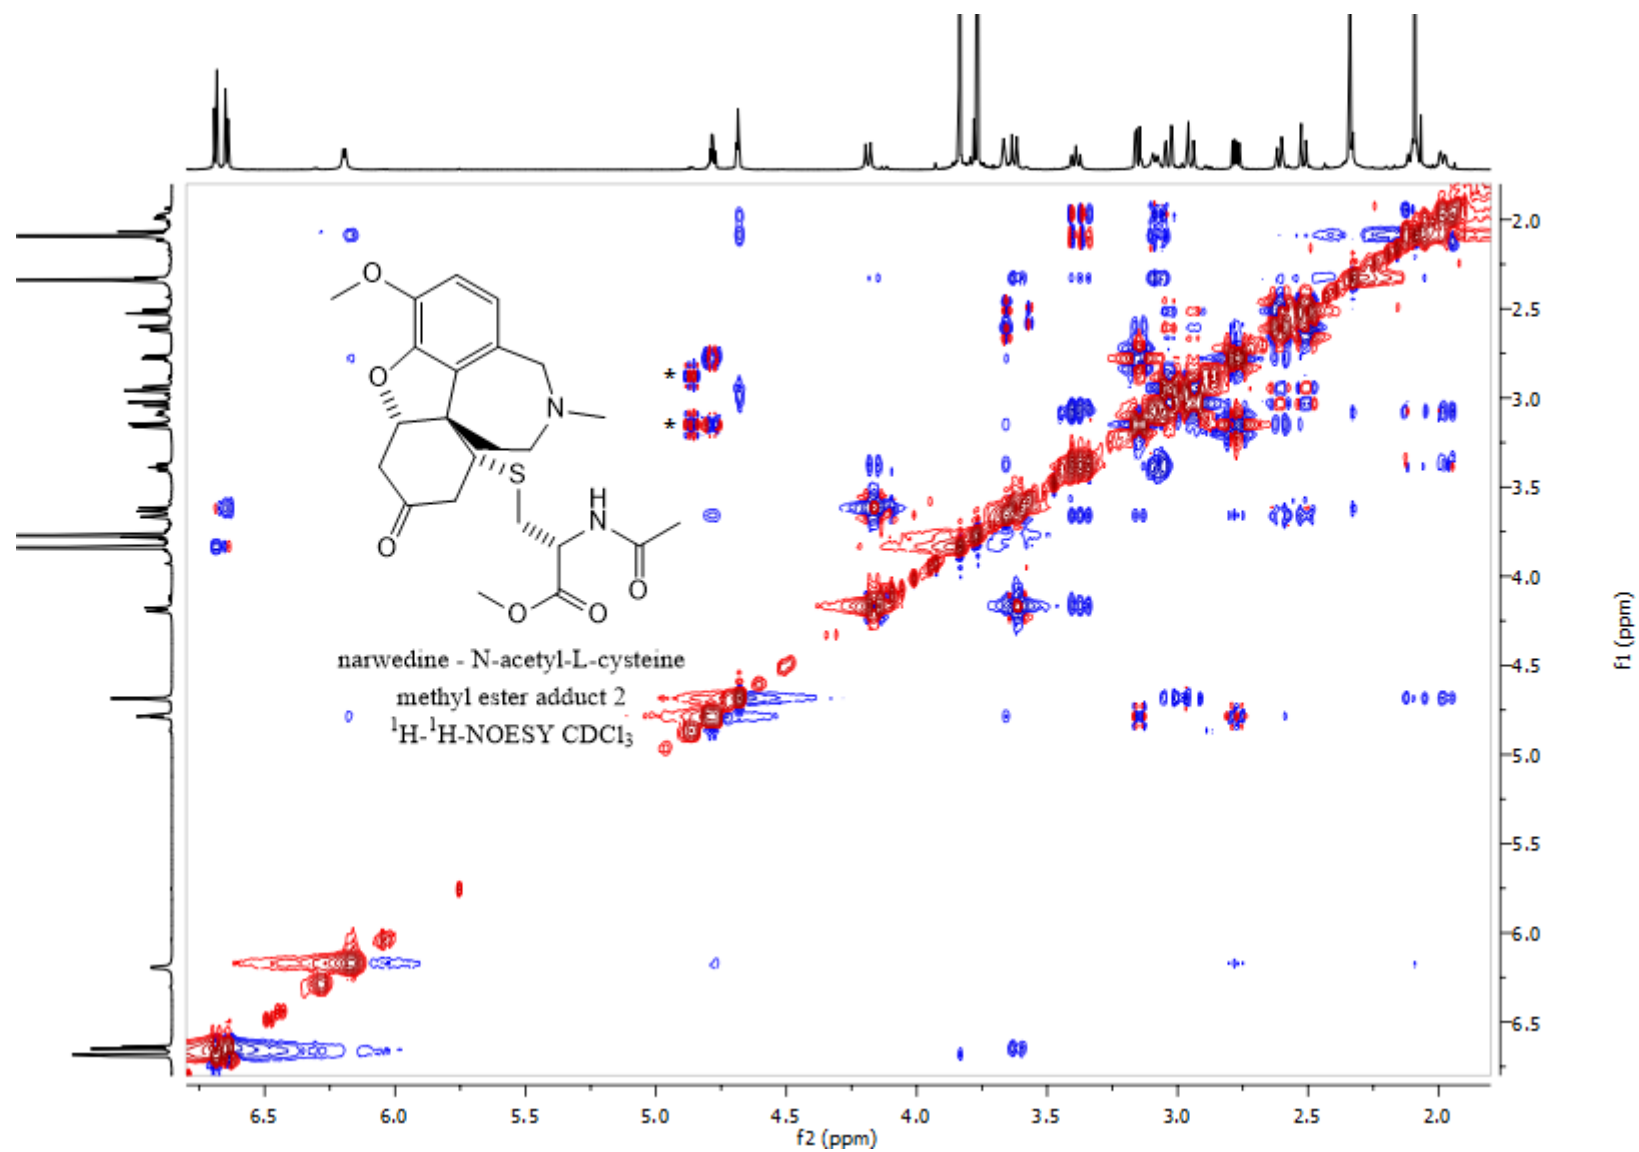 O
N
O
S
H
N
O
O
O
O
*
*
narwedine - N-acetyl-L-cysteine
methyl ester adduct 2
¹H-¹H-NOESY CDCl₃
2.0
2.5
3.0
3.5
4.0
4.5
5.0
5.5
6.0
6.5
f1 (ppm)
6.5 6.0 5.5 5.0 4.5 4.0 3.5 3.0 2.5 2.0
f2 (ppm)